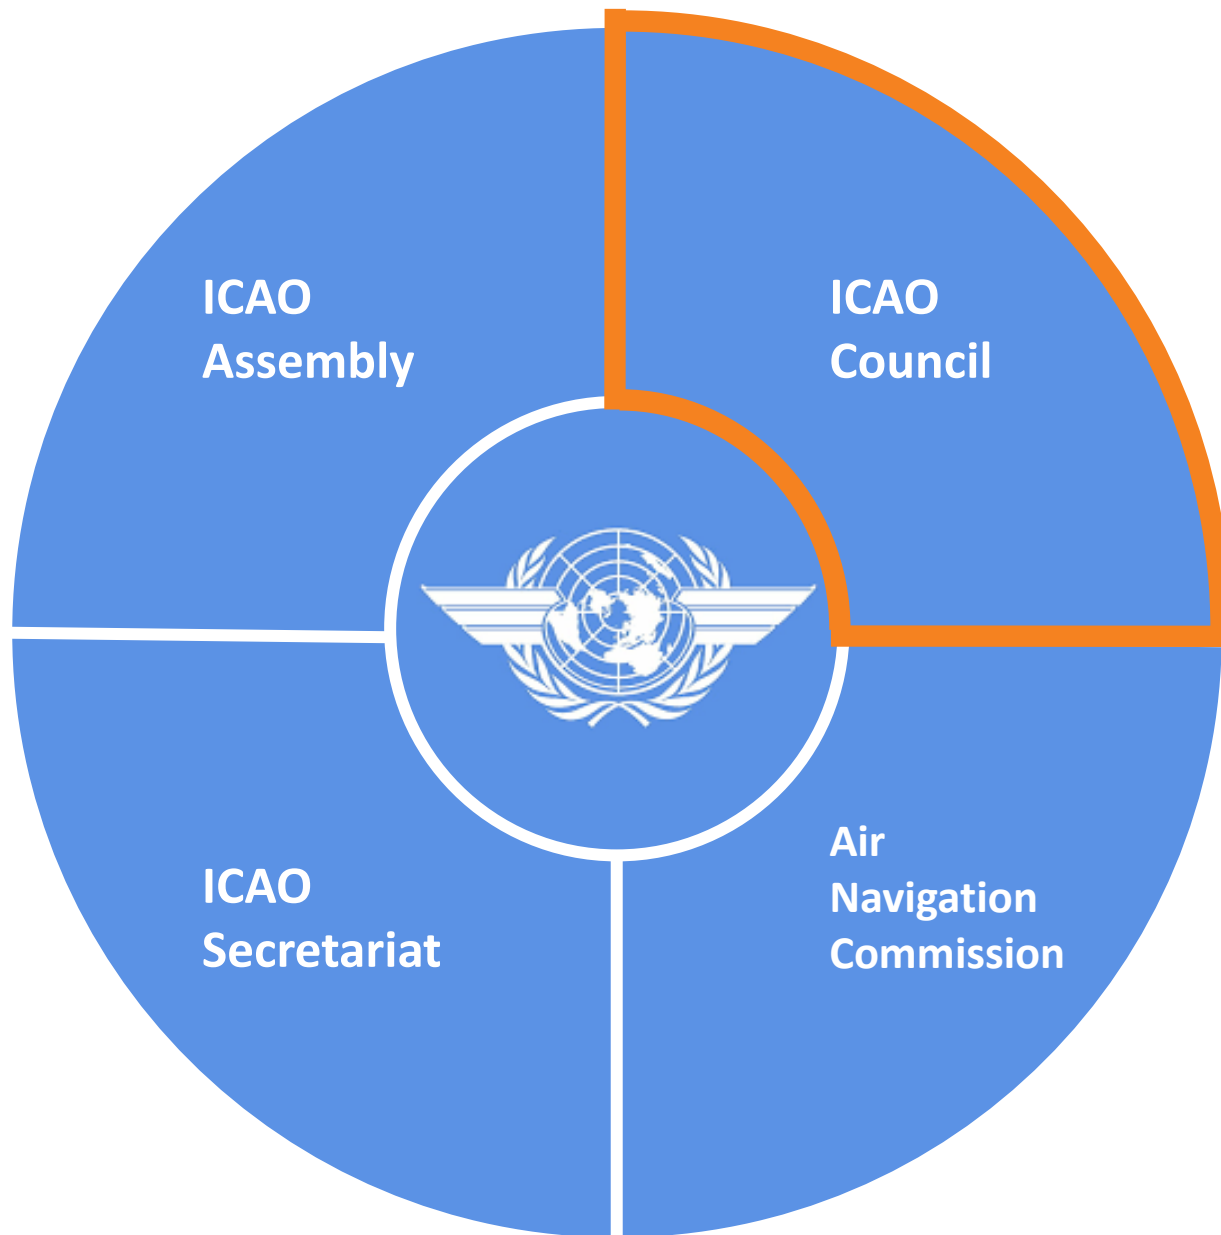 ICAO
Assembly
ICAO
Council
ICAO
Secretariat
Air
Navigation
Commission